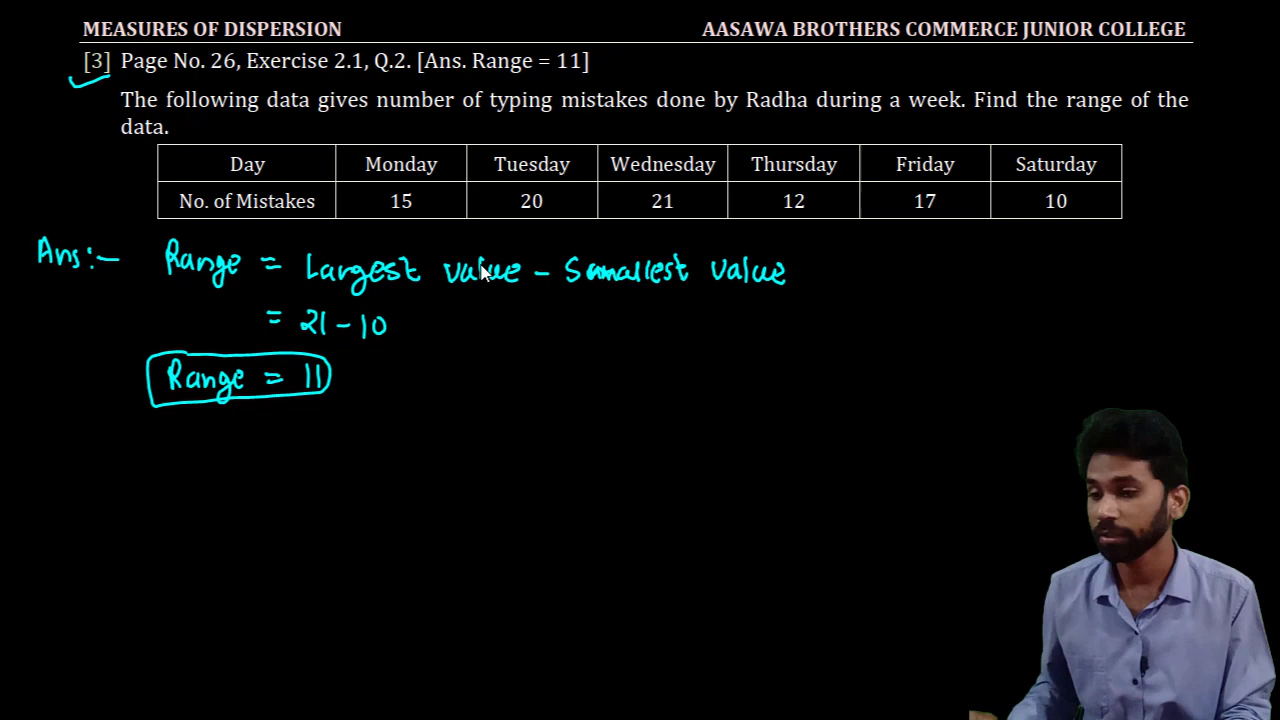 MEASURES OF DISPERSION AASAWA BROTHERS COMMERCE JUNIOR COLLEGE
[3] Page No. 26, Exercise 2.1, Q.2. [Ans. Range = 11]
The following data gives number of typing mistakes done by Radha during a week. Find the range of the
data.
Day Monday Tuesday Wednesday Thursday Friday Saturday
No. of Mistakes 15 20 21 12 17 10
Ans:- Range = Largest value - Smallest value
= 21 - 10
Range = 11